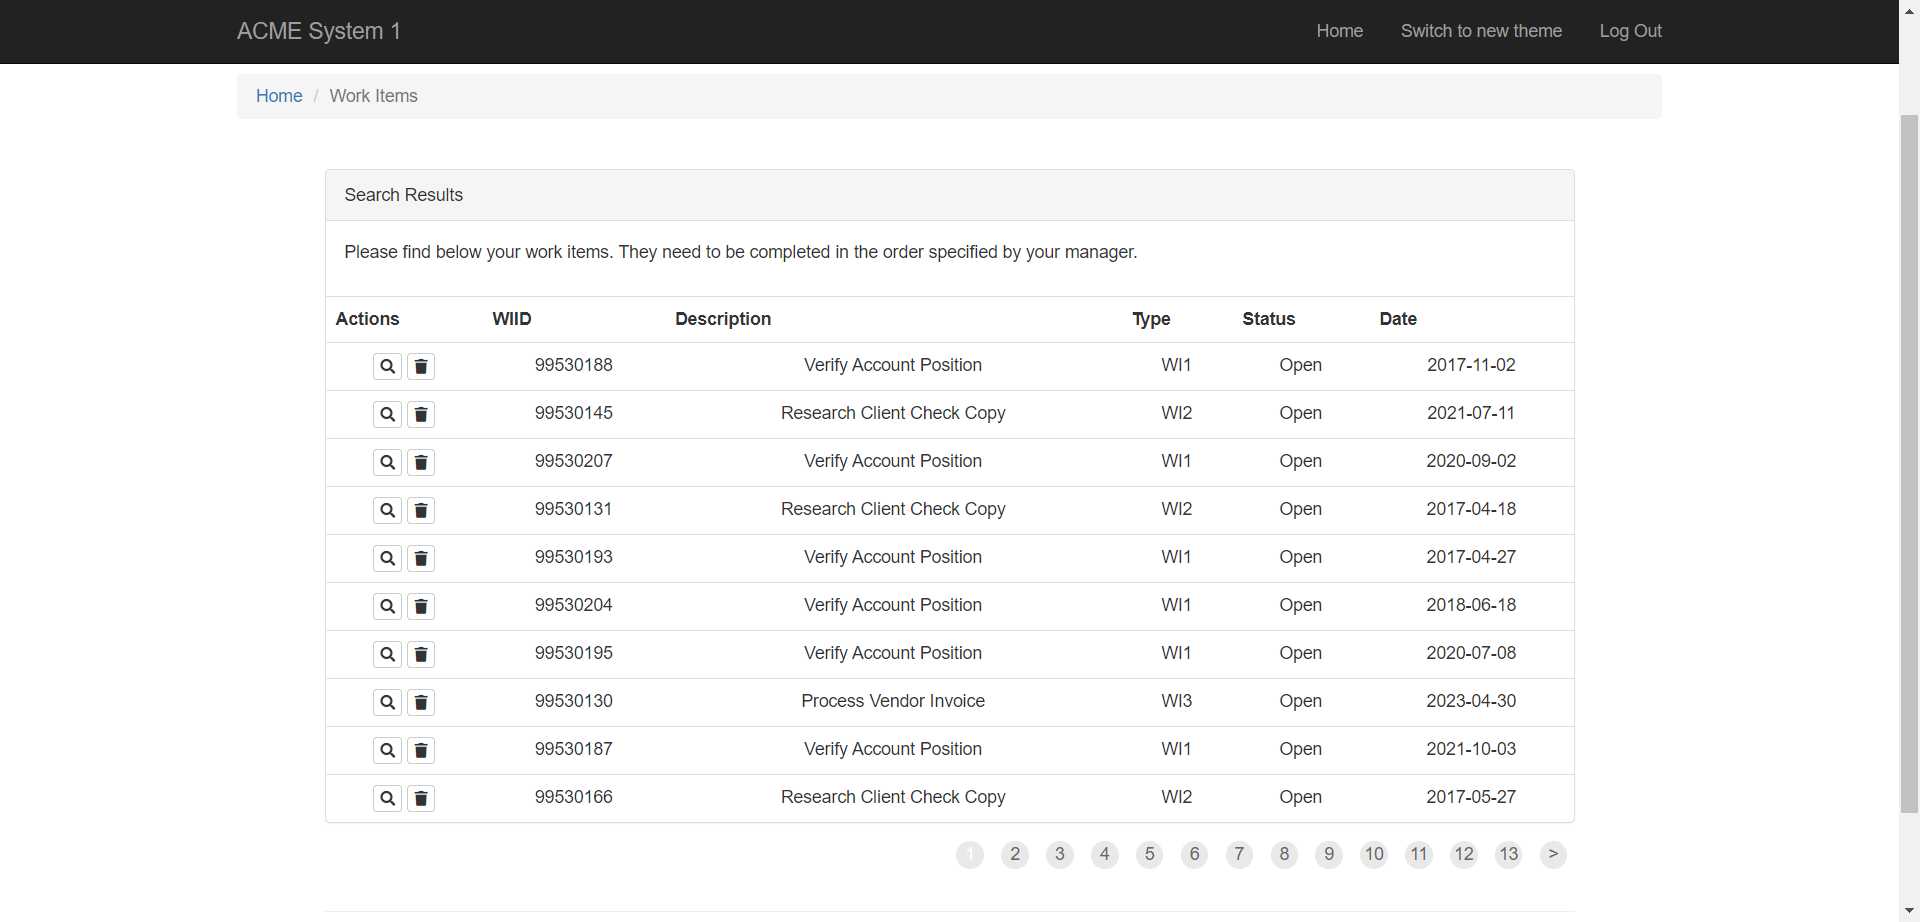 ACME System 1 Home Switch to new theme Log Out
Home / Work Items
Search Results
Please find below your work items. They need to be completed in the order specified by your manager.
Actions WIID Description Type Status Date
99530188 Verify Account Position WI1 Open 2017-11-02
99530145 Research Client Check Copy WI2 Open 2021-07-11
99530207 Verify Account Position WI1 Open 2020-09-02
99530131 Research Client Check Copy WI2 Open 2017-04-18
99530193 Verify Account Position WI1 Open 2017-04-27
99530204 Verify Account Position WI1 Open 2018-06-18
99530195 Verify Account Position WI1 Open 2020-07-08
99530130 Process Vendor Invoice WI3 Open 2023-04-30
99530187 Verify Account Position WI1 Open 2021-10-03
99530166 Research Client Check Copy WI2 Open 2017-05-27
1 2 3 4 5 6 7 8 9 10 11 12 13 >